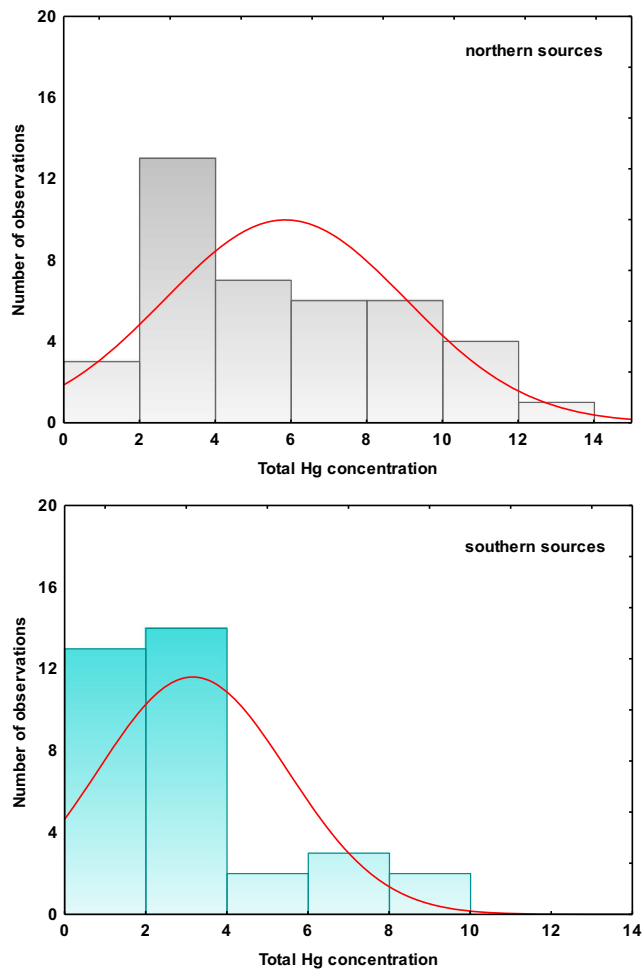 20
northern sources
16
12
8
4
0
Number of observations
0 2 4 6 8 10 12 14
Total Hg concentration
20
southern sources
16
12
8
4
0
Number of observations
0 2 4 6 8 10 12 14
Total Hg concentration